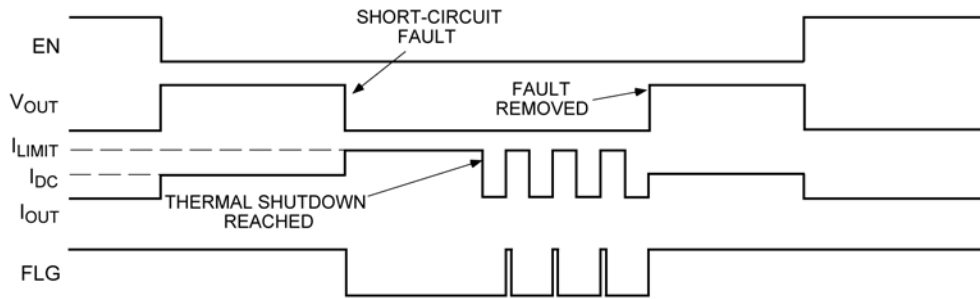 SHORT-CIRCUIT
FAULT
EN
VOUT
FAULT
REMOVED
ILIMIT
IDC
THERMAL SHUTDOWN
REACHED
IOUT
FLG